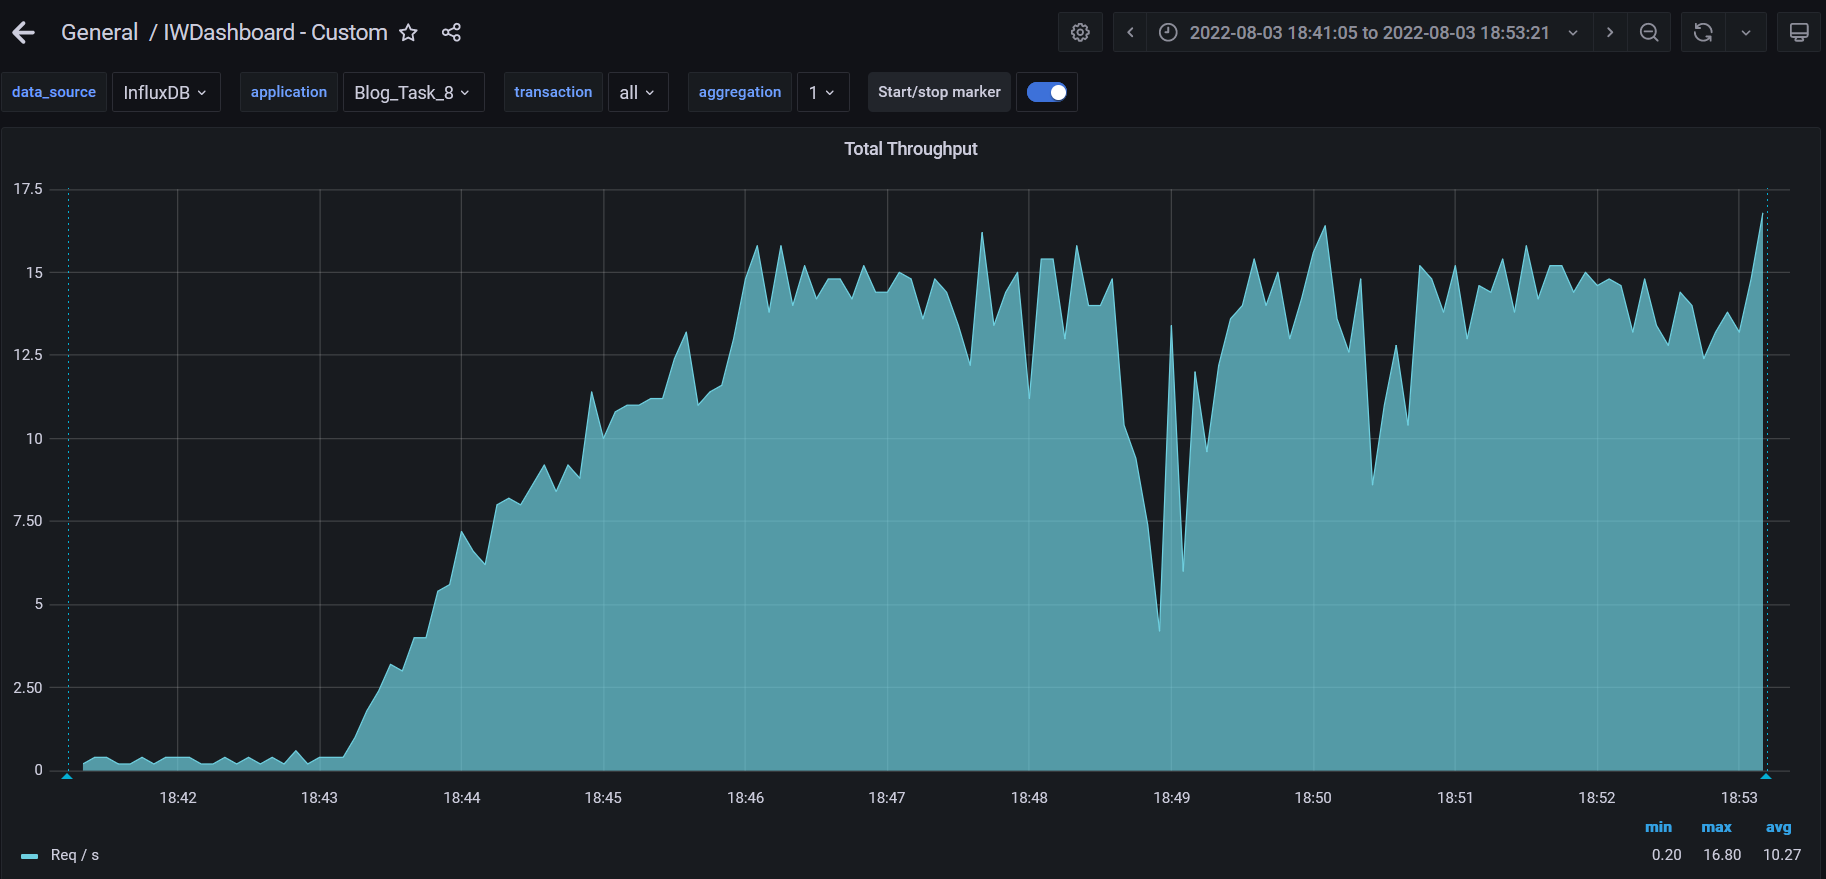 General / IWDashboard - Custom 2022-08-03 18:41:05 to 2022-08-03 18:53:21
data_source InfluxDB application Blog_Task_8 transaction all aggregation 1 Start/stop marker
Total Throughput
17.5
15
12.5
10
7.50
5
2.50
0
18:42 18:43 18:44 18:45 18:46 18:47 18:48 18:49 18:50 18:51 18:52 18:53
min max avg
Req / s 0.20 16.80 10.27